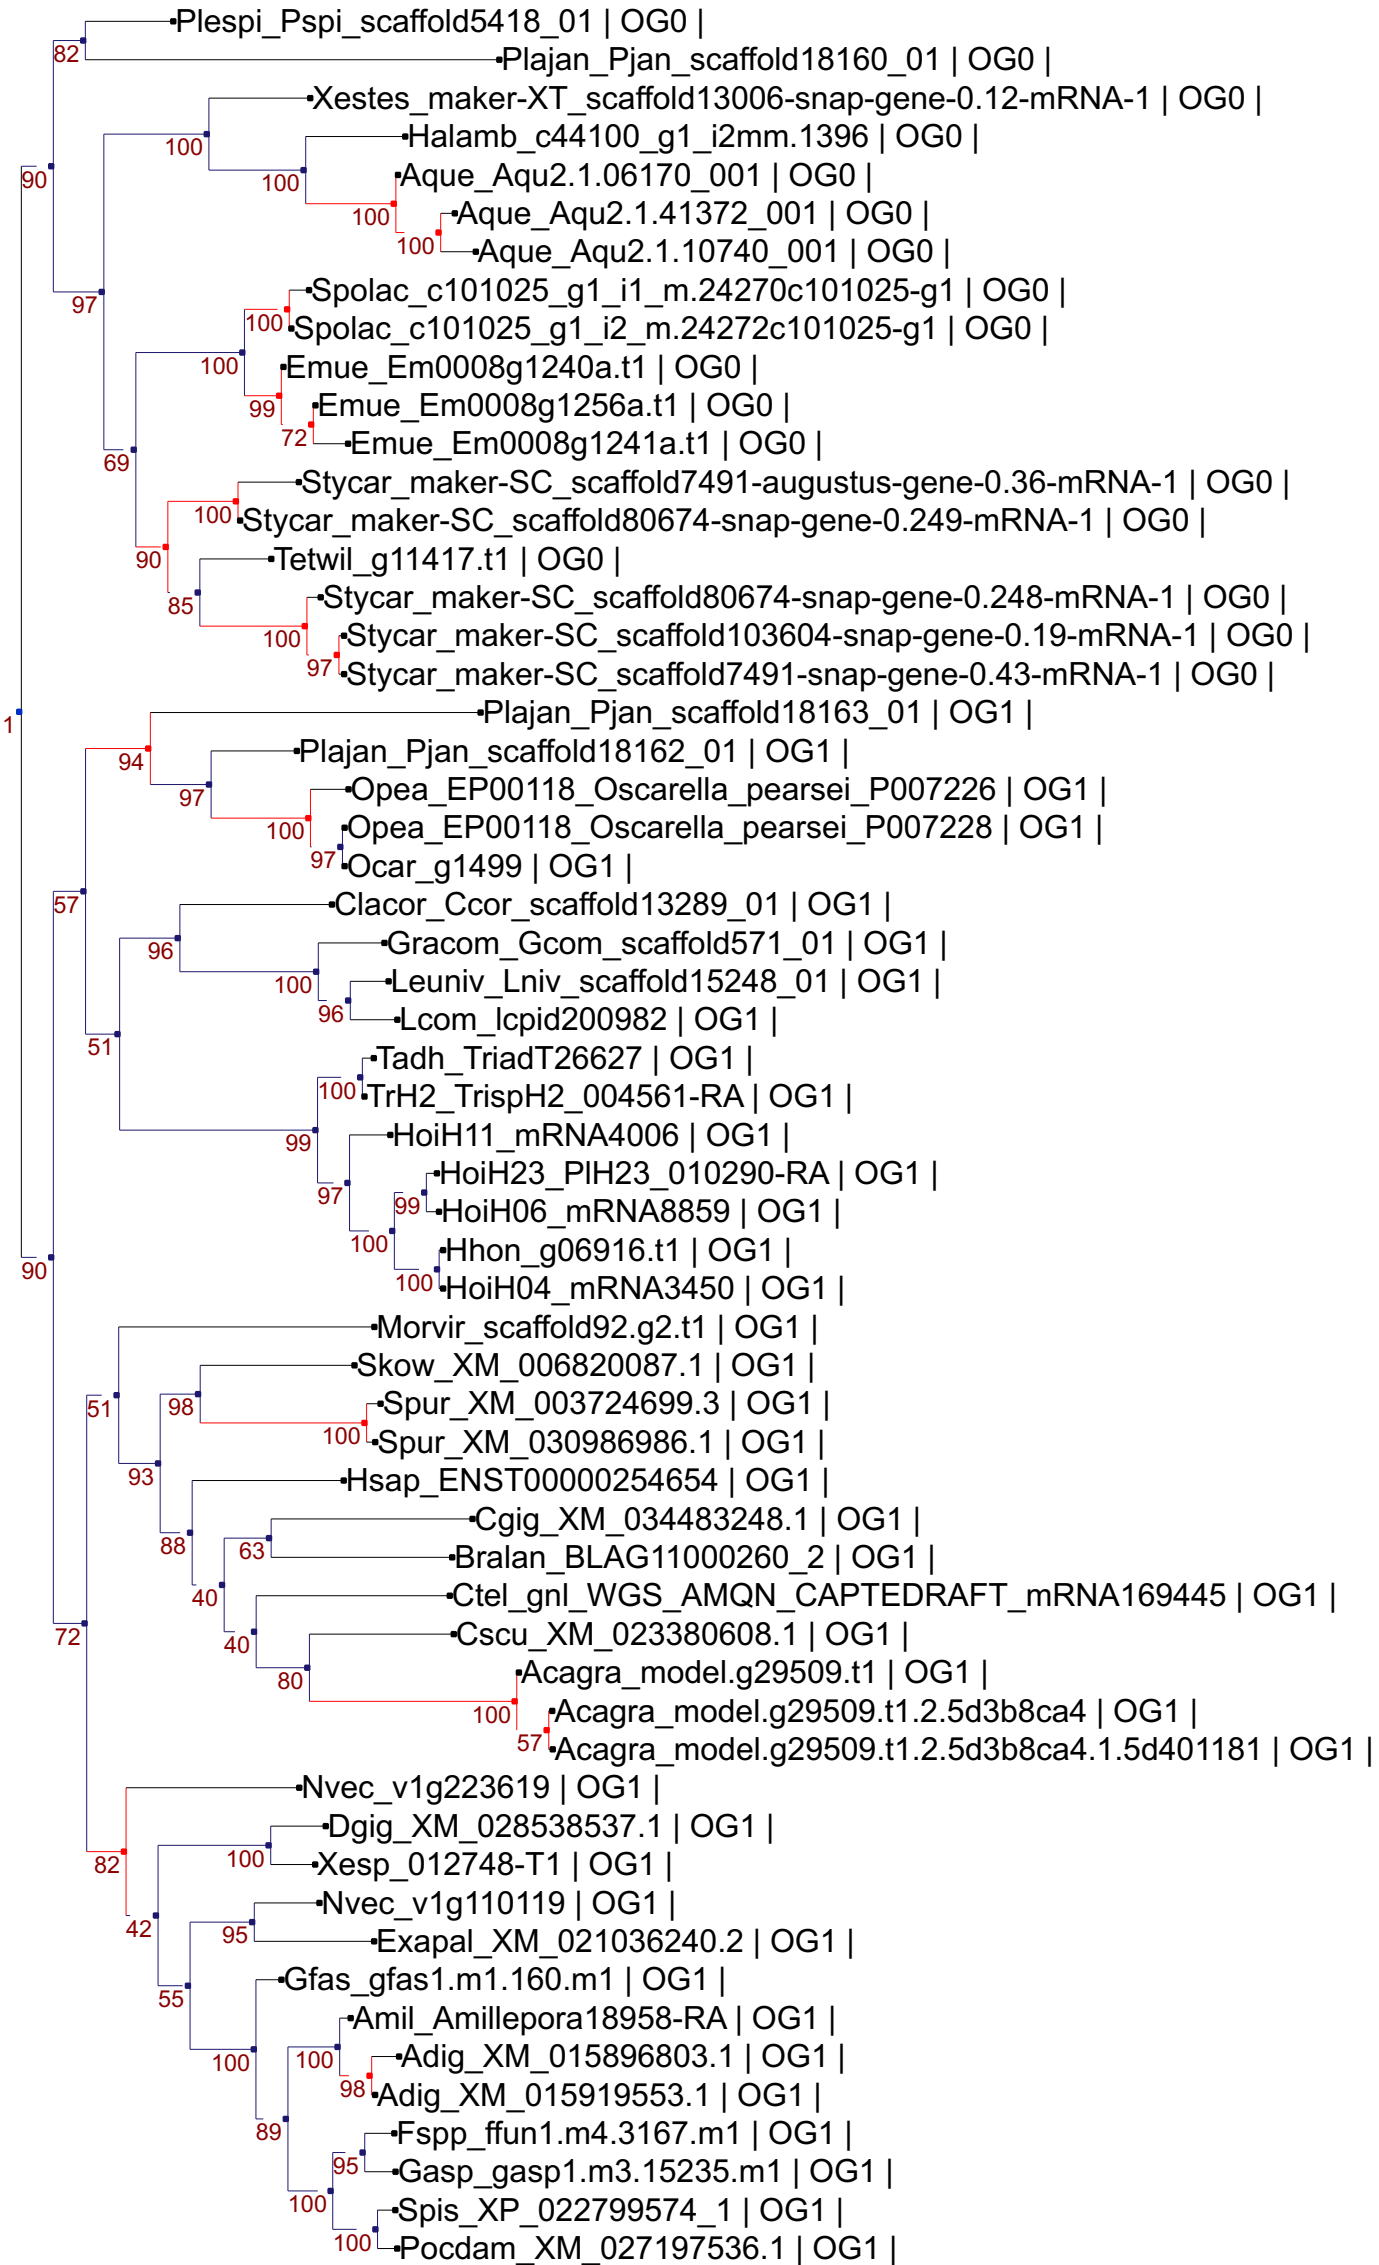 Plespi_Pspi_scaffold5418_01 | OG0 |
82
Plajan_Pjan_scaffold18160_01 | OG0 |
Xestes_maker-XT_scaffold13006-snap-gene-0.12-mRNA-1 | OG0 |
100
Halamb_c44100_g1_i2mm.1396 | OG0 |
90
100
Aque_Aqu2.1.06170_001 | OG0 |
100
Aque_Aqu2.1.41372_001 | OG0 |
100
Aque_Aqu2.1.10740_001 | OG0 |
97
Spolac_c101025_g1_i1_m.24270c101025-g1 | OG0 |
100
Spolac_c101025_g1_i2_m.24272c101025-g1 | OG0 |
100
Emue_Em0008g1240a.t1 | OG0 |
99
Emue_Em0008g1256a.t1 | OG0 |
72
Emue_Em0008g1241a.t1 | OG0 |
69
Stycar_maker-SC_scaffold7491-augustus-gene-0.36-mRNA-1 | OG0 |
100
Stycar_maker-SC_scaffold80674-snap-gene-0.249-mRNA-1 | OG0 |
90
Tetwil_g11417.t1 | OG0 |
85
Stycar_maker-SC_scaffold80674-snap-gene-0.248-mRNA-1 | OG0 |
100
Stycar_maker-SC_scaffold103604-snap-gene-0.19-mRNA-1 | OG0 |
97
Stycar_maker-SC_scaffold7491-snap-gene-0.43-mRNA-1 | OG0 |
1
Plajan_Pjan_scaffold18163_01 | OG1 |
94
Plajan_Pjan_scaffold18162_01 | OG1 |
97
Opea_EP00118_Oscarella_pearsei_P007226 | OG1 |
100
Opea_EP00118_Oscarella_pearsei_P007228 | OG1 |
97
Ocar_g1499 | OG1 |
57
Clacor_Ccor_scaffold13289_01 | OG1 |
96
Gracom_Gcom_scaffold571_01 | OG1 |
100
Leuniv_Lniv_scaffold15248_01 | OG1 |
96
Lcom_lcpid200982 | OG1 |
51
Tadh_TriadT26627 | OG1 |
100
TrH2_TrispH2_004561-RA | OG1 |
99
HoiH11_mRNA4006 | OG1 |
97
HoiH23_PlH23_010290-RA | OG1 |
99
HoiH06_mRNA8859 | OG1 |
100
Hhon_g06916.t1 | OG1 |
90
100
HoiH04_mRNA3450 | OG1 |
Morvir_scaffold92.g2.t1 | OG1 |
51
Skow_XM_006820087.1 | OG1 |
98
Spur_XM_003724699.3 | OG1 |
100
Spur_XM_030986986.1 | OG1 |
93
Hsap_ENST00000254654 | OG1 |
88
Cgig_XM_034483248.1 | OG1 |
63
Bralan_BLAG11000260_2 | OG1 |
40
Ctel_gnl_WGS_AMQN_CAPTEDRAFT_mRNA169445 | OG1 |
72
40
Cscu_XM_023380608.1 | OG1 |
80
Acagra_model.g29509.t1 | OG1 |
100
Acagra_model.g29509.t1.2.5d3b8ca4 | OG1 |
57
Acagra_model.g29509.t1.2.5d3b8ca4.1.5d401181 | OG1 |
Nvec_v1g223619 | OG1 |
82
Dgig_XM_028538537.1 | OG1 |
100
Xesp_012748-T1 | OG1 |
42
Nvec_v1g110119 | OG1 |
95
Exapal_XM_021036240.2 | OG1 |
55
Gfas_gfas1.m1.160.m1 | OG1 |
100
Amil_Amillepora18958-RA | OG1 |
100
Adig_XM_015896803.1 | OG1 |
98
Adig_XM_015919553.1 | OG1 |
89
Fspp_ffun1.m4.3167.m1 | OG1 |
95
Gasp_gasp1.m3.15235.m1 | OG1 |
100
Spis_XP_022799574_1 | OG1 |
100
Pocdam_XM_027197536.1 | OG1 |